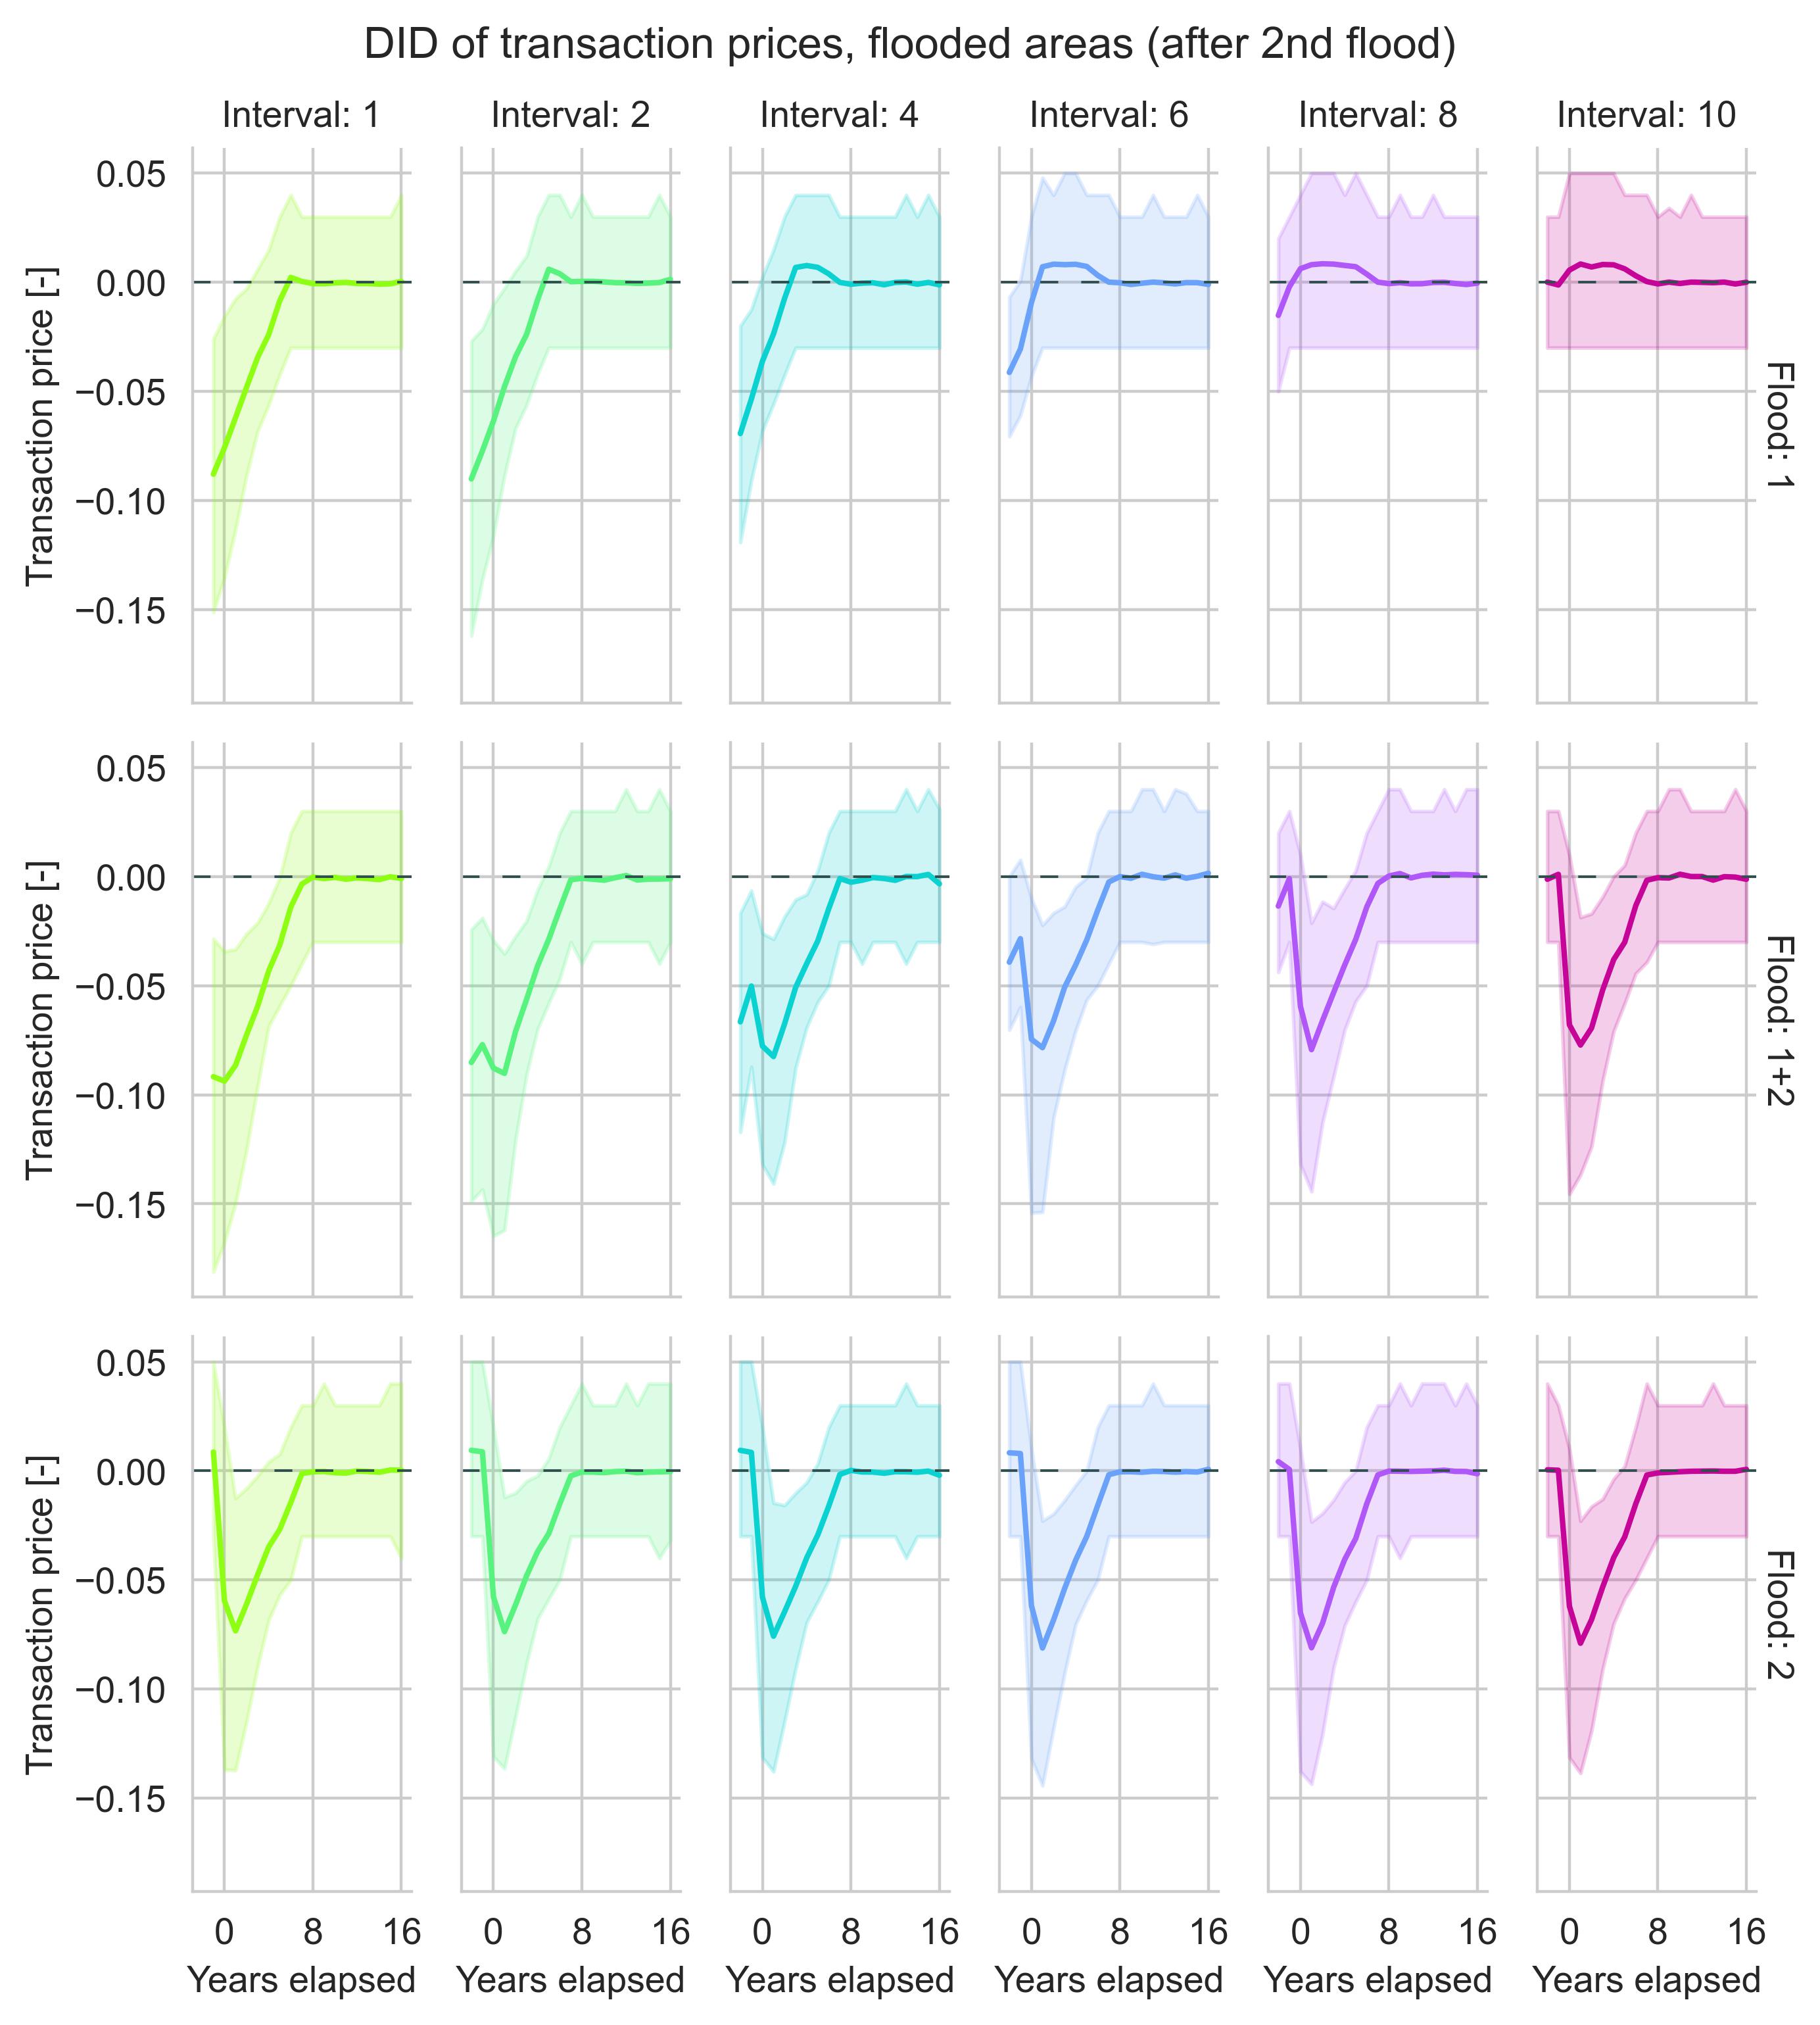 DID of transaction prices, flooded areas (after 2nd flood)
Interval: 1 Interval: 2 Interval: 4 Interval: 6 Interval: 8 Interval: 10
Transaction price [-]
0.05
0.00
−0.05
−0.10
−0.15
Flood: 1
Transaction price [-]
0.05
0.00
−0.05
−0.10
−0.15
Flood: 1+2
Transaction price [-]
0.05
0.00
−0.05
−0.10
−0.15
Flood: 2
0 8 16 0 8 16 0 8 16 0 8 16 0 8 16 0 8 16
Years elapsed Years elapsed Years elapsed Years elapsed Years elapsed Years elapsed